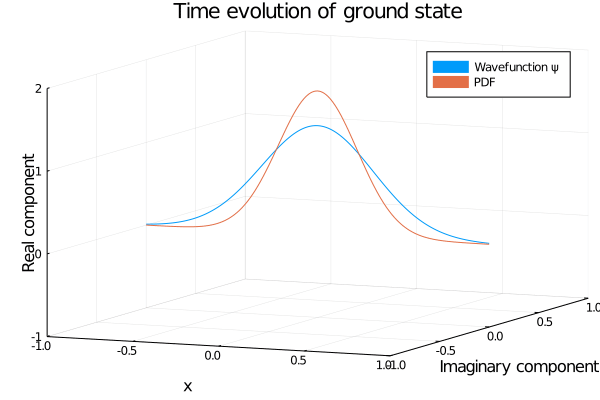 Time evolution of ground state
Wavefunction ψ
PDF
2
1
0
-1
Real component
-1.0
-0.5
0.0
0.5
1.0
x
-1.0
-0.5
0.0
0.5
1.0
Imaginary component